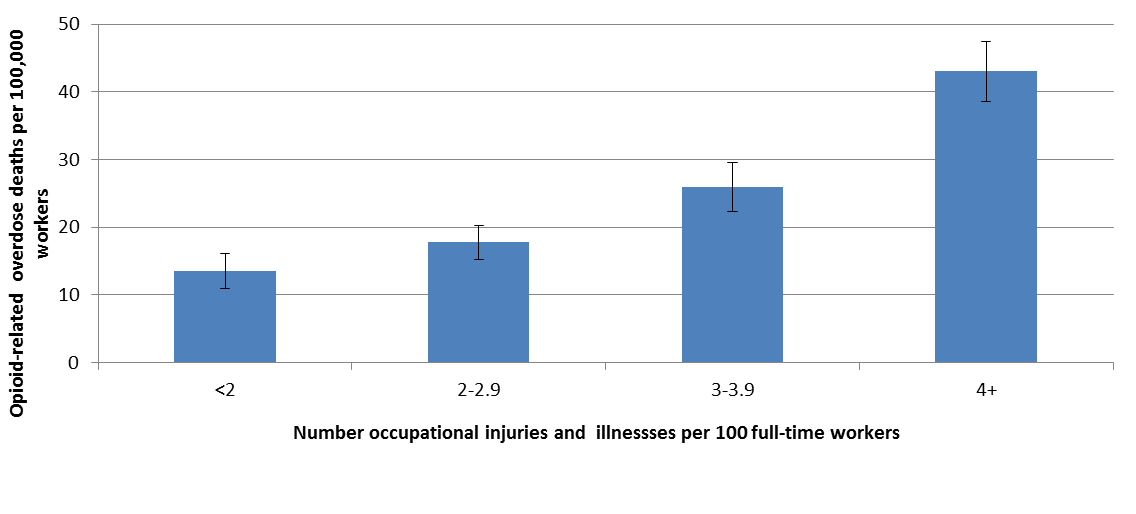 Opioid-related overdose deaths per 100,000
workers
50
40
30
20
10
0
<2 2-2.9 3-3.9 4+
Number occupational injuries and illnessses per 100 full-time workers